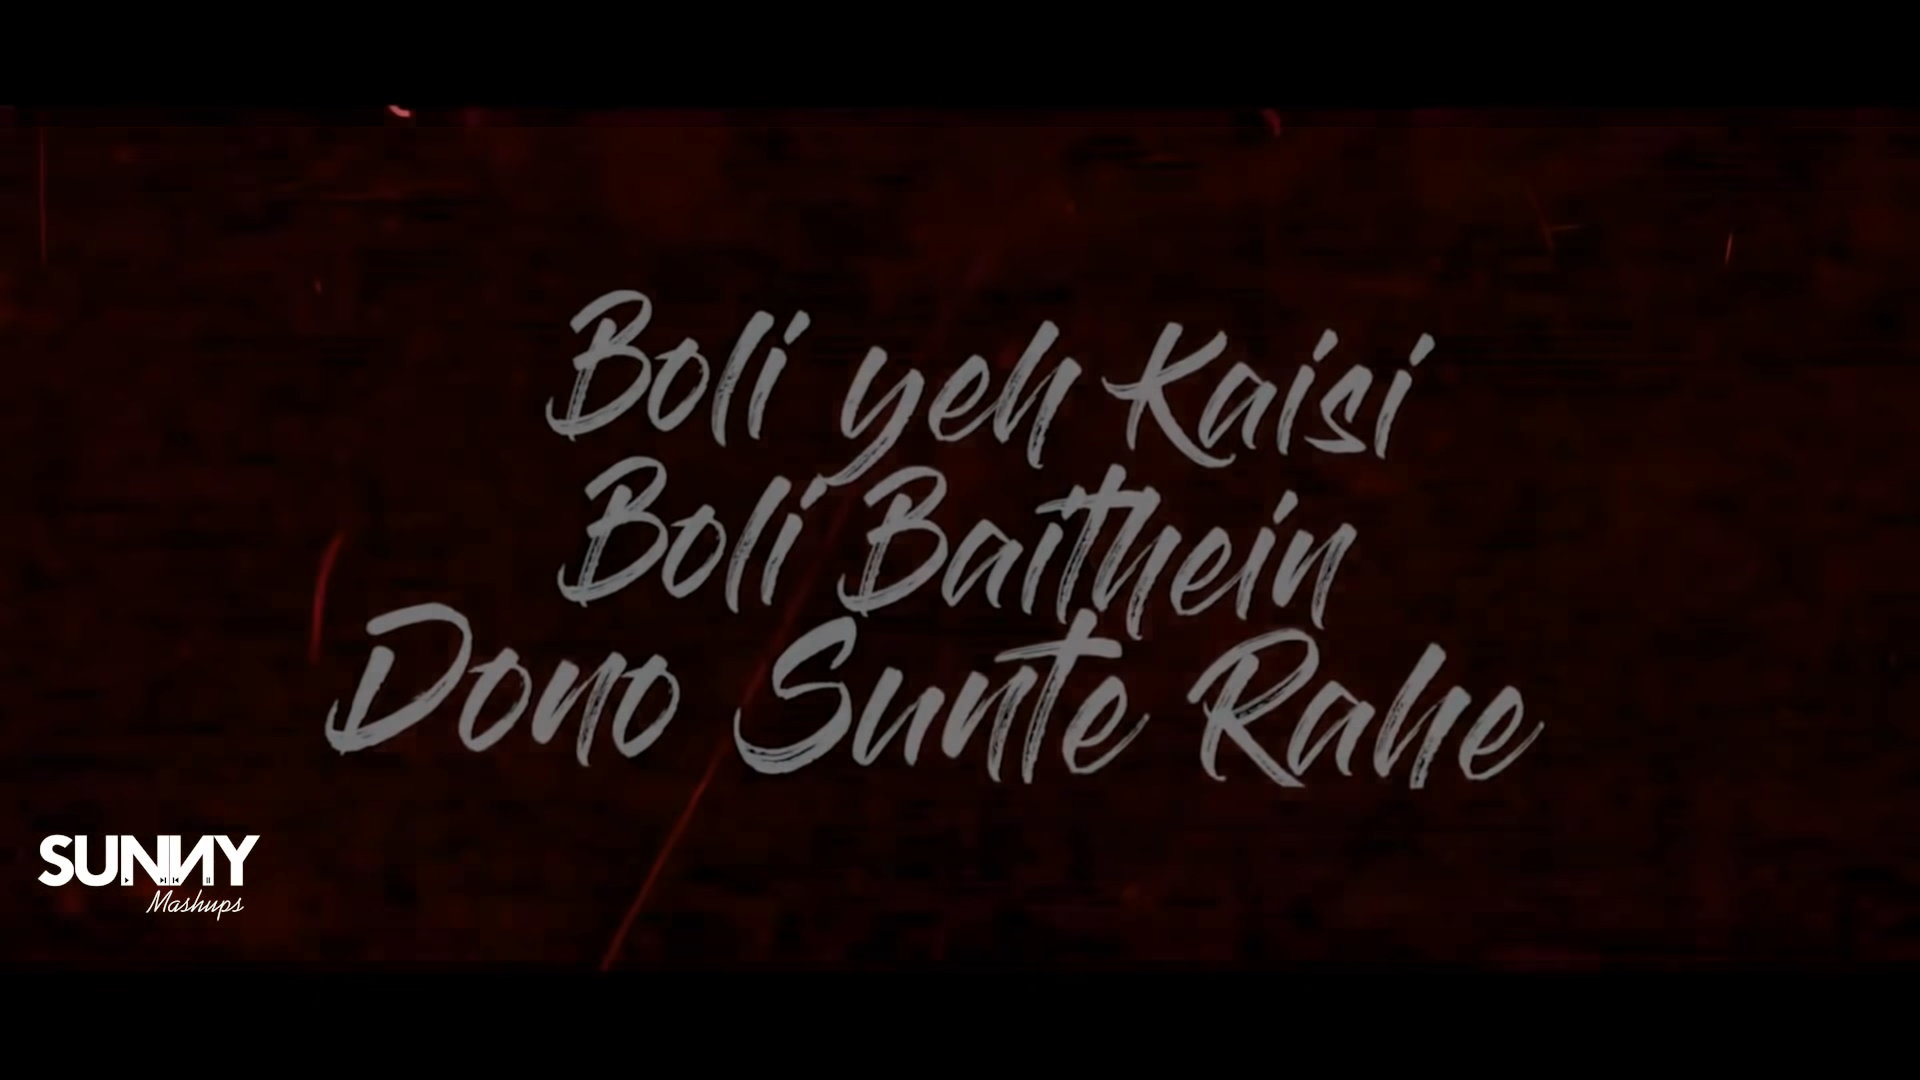 Boli yeh Kaisi
Boli Baithein
Dono Sunte Rahe
SUNNY
Mashups